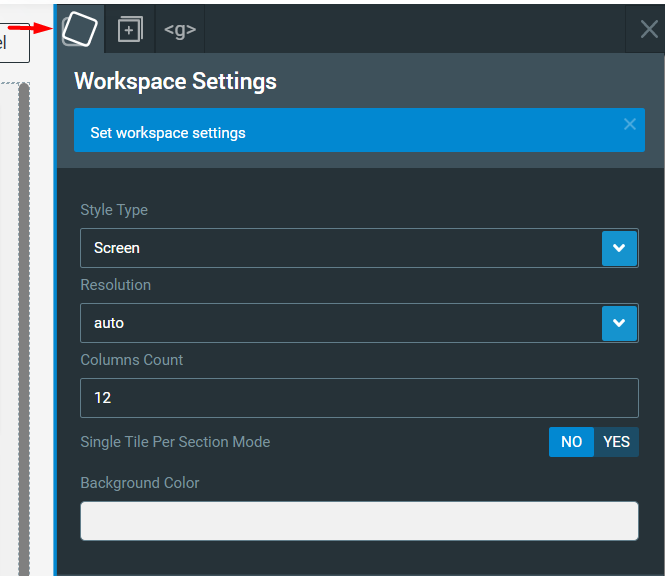 el
<g>
Workspace Settings
Set workspace settings
Style Type
Screen
Resolution
auto
Columns Count
12
Single Tile Per Section Mode
NO YES
Background Color